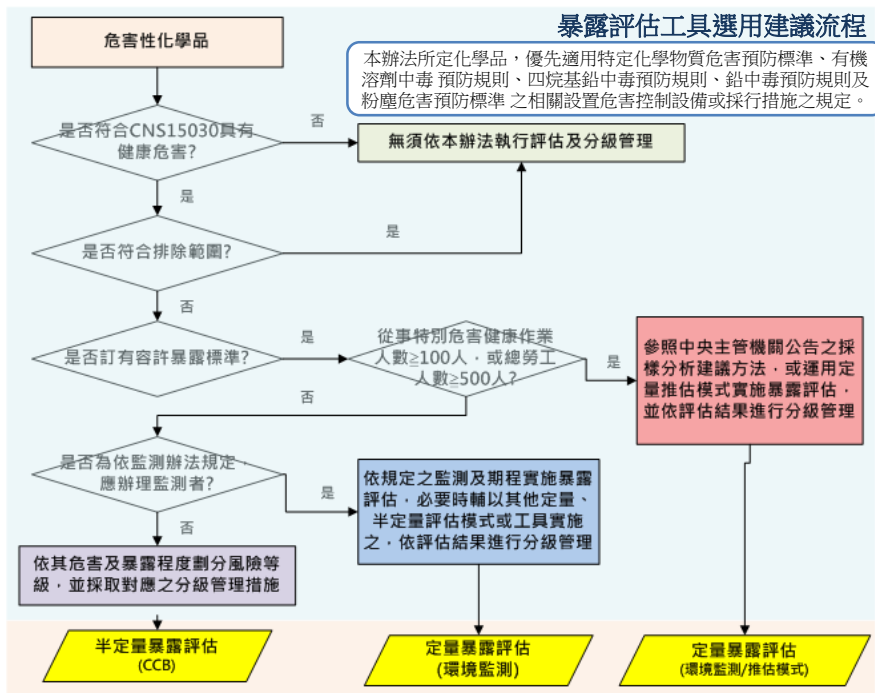 暴露評估工具選用建議流程
危害性化學品
本辦法所定化學品，優先適用特定化學物質危害預防標準、有機
溶劑中毒 預防規則、四烷基鉛中毒預防規則、鉛中毒預防規則及
粉塵危害預防標準 之相關設置危害控制設備或採行措施之規定。
是否符合CNS15030具有
健康危害?
否
無須依本辦法執行評估及分級管理
是
是否符合排除範圍?
是
否
是否訂有容許暴露標準?
是
從事特別危害健康作業
人數≧100人，或總勞工
人數≧500人?
是
參照中央主管機關公告之採
樣分析建議方法，或運用定
量推估模式實施暴露評估，
並依評估結果進行分級管理
否
是否為依監測辦法規定，
應辦理監測者?
是
依規定之監測及期程實施暴露
評估，必要時輔以其他定量、
半定量評估模式或工具實施
之，依評估結果進行分級管理
否
依其危害及暴露程度劃分風險等
級，並採取對應之分級管理措施
半定量暴露評估
(CCB)
定量暴露評估
(環境監測)
定量暴露評估
(環境監測/推估模式)